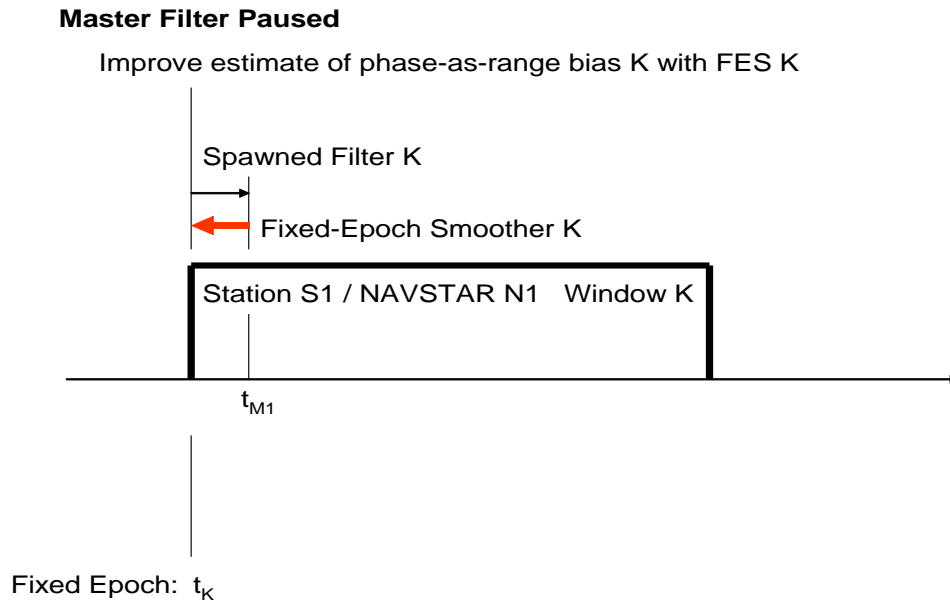 Master Filter Paused
Improve estimate of phase-as-range bias K with FES K
Spawned Filter K
Fixed-Epoch Smoother K
Station S1 / NAVSTAR N1 Window K
tM1
Fixed Epoch: tK